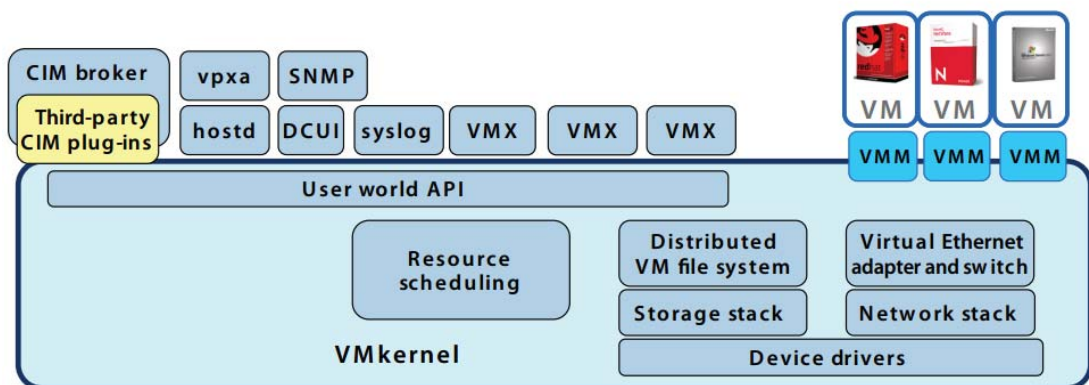 CIM broker
Third-party
CIM plug-ins
vpxa
SNMP
hostd
DCUI
syslog
VMX
VMX
VMX
N
VM
VM
VM
VMM
VMM
VMM
User world API
Resource
scheduling
Distributed
VM file system
Virtual Ethernet
adapter and switch
Storage stack
Network stack
VMkernel
Device drivers